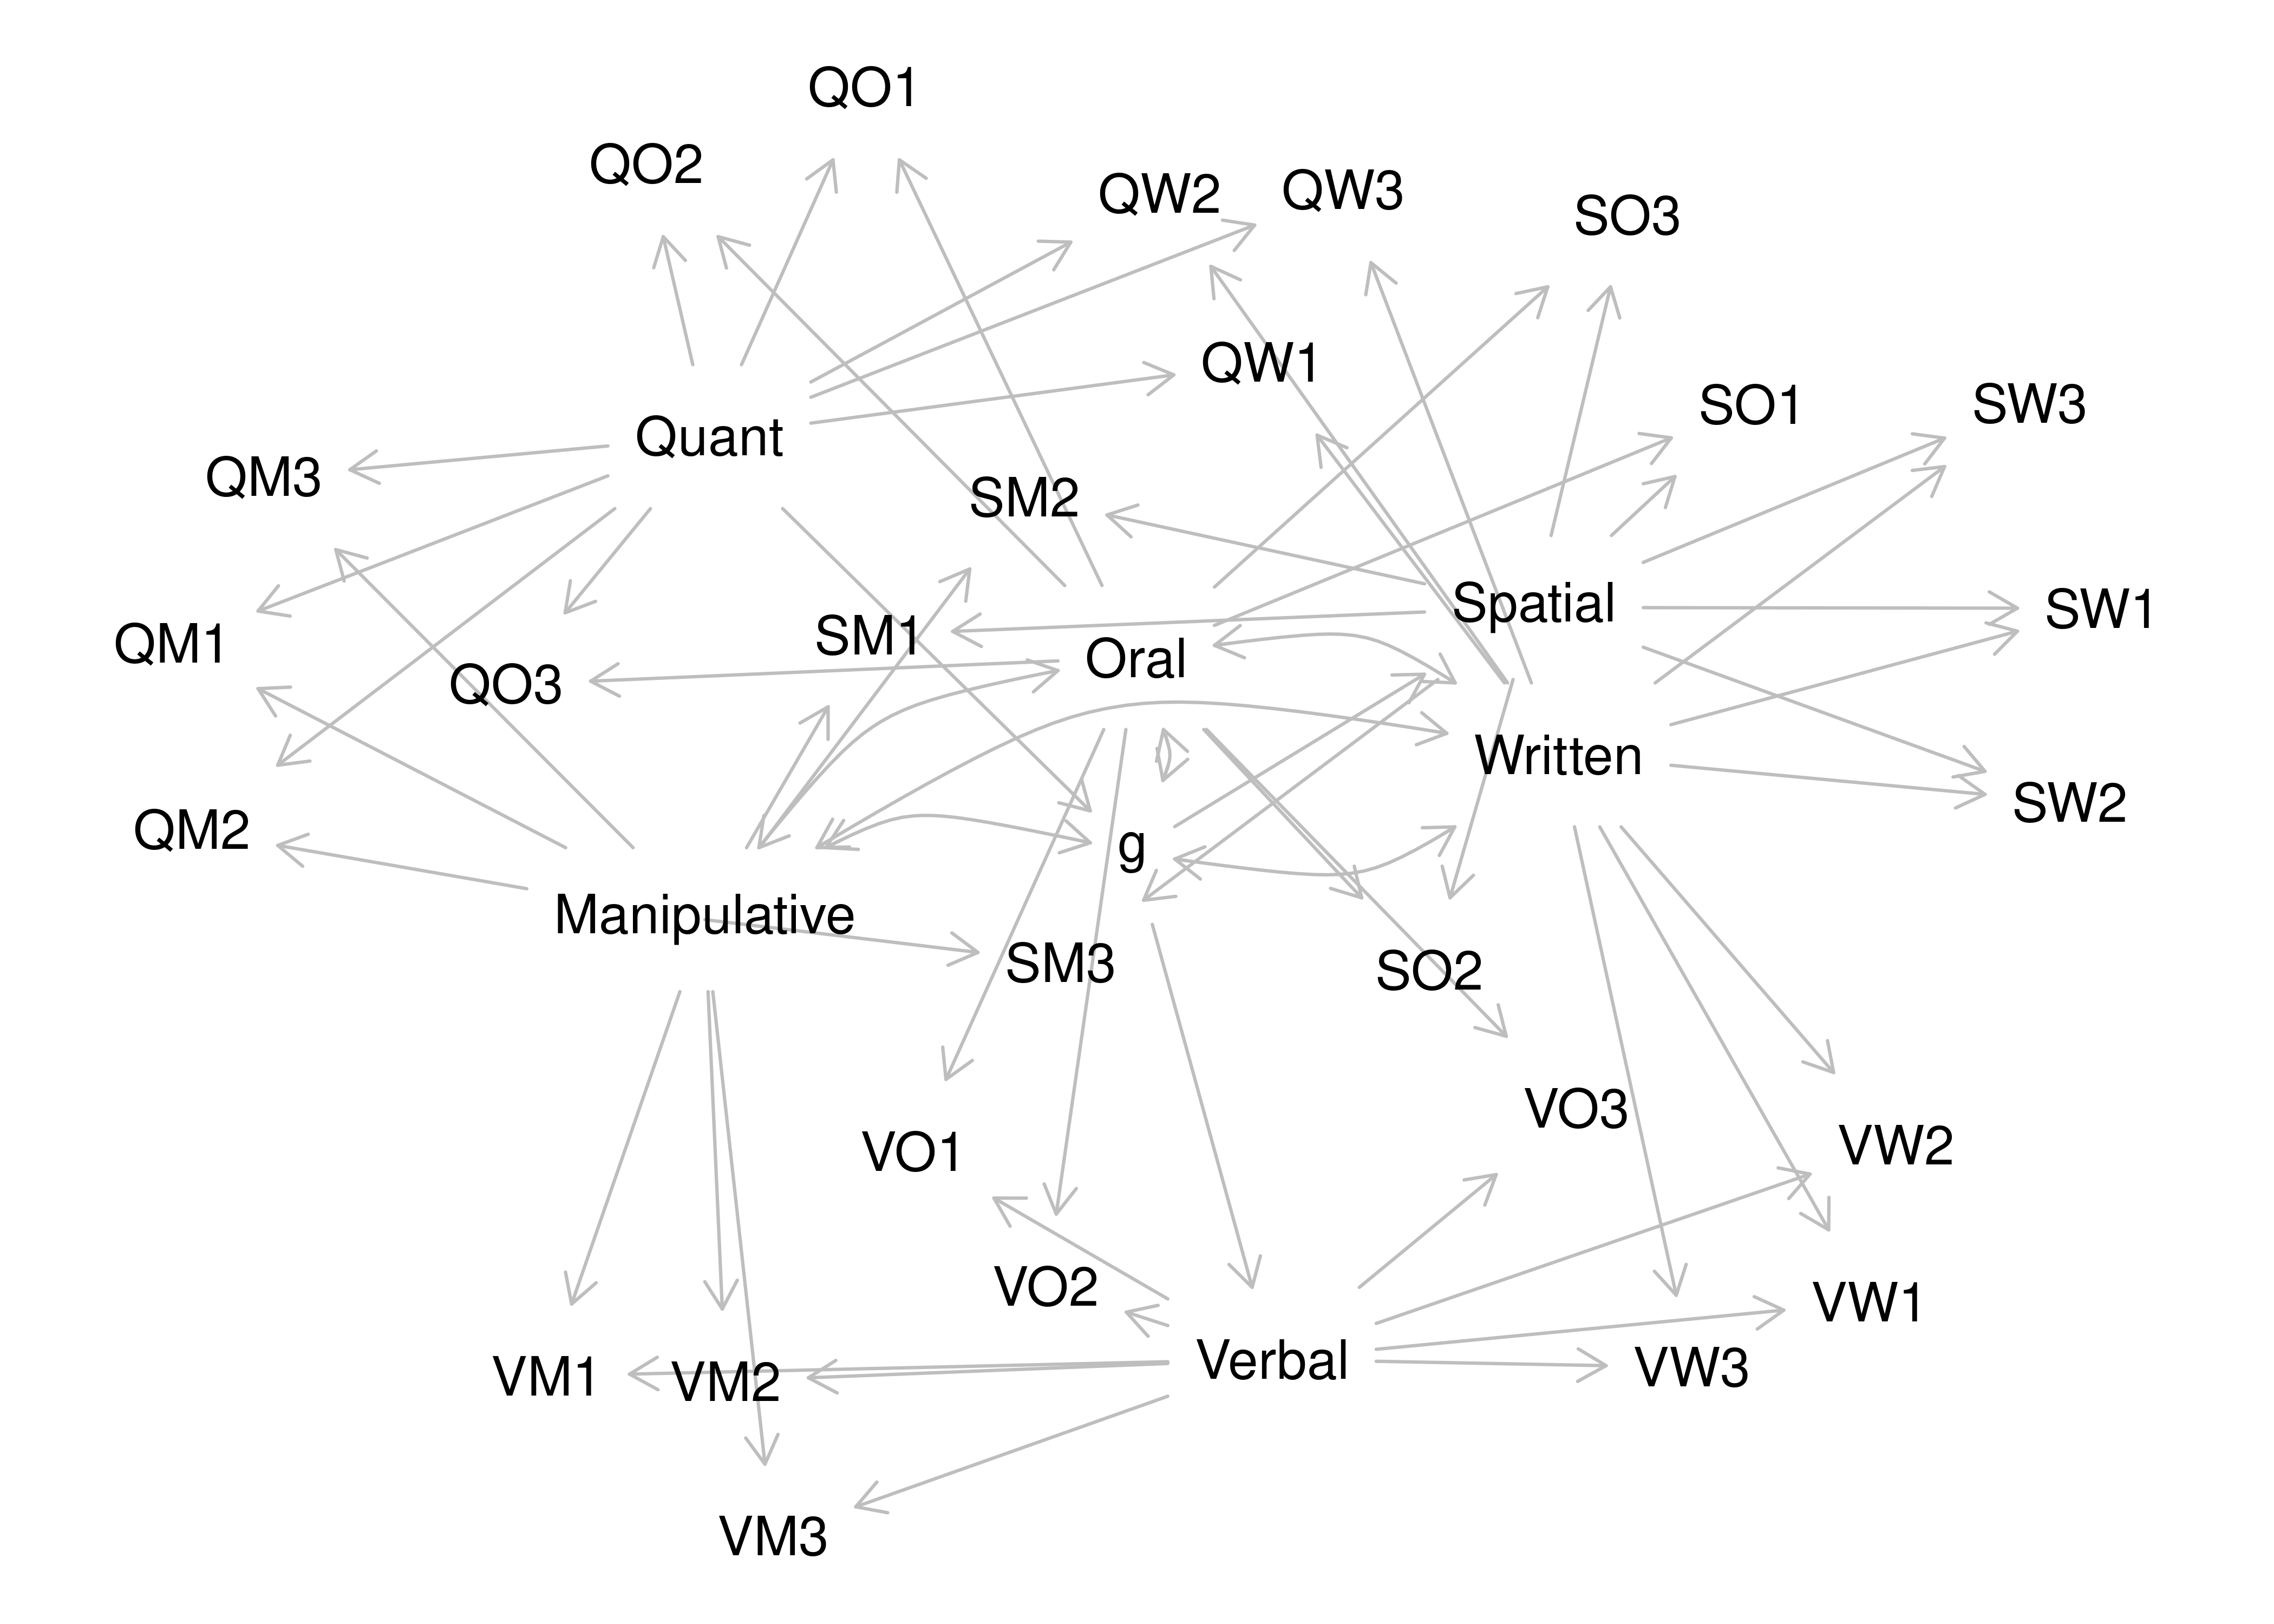 QO1
QO2
QW2
QW3
SO3
QW1
SO1
SW3
Quant
QM3
SM2
Spatial
SW1
QM1
SM1
Oral
QO3
Written
SW2
QM2
g
Manipulative
SM3
SO2
VO3
VW2
VO1
VO2
VW1
Verbal
VW3
VM1
VM2
VM3